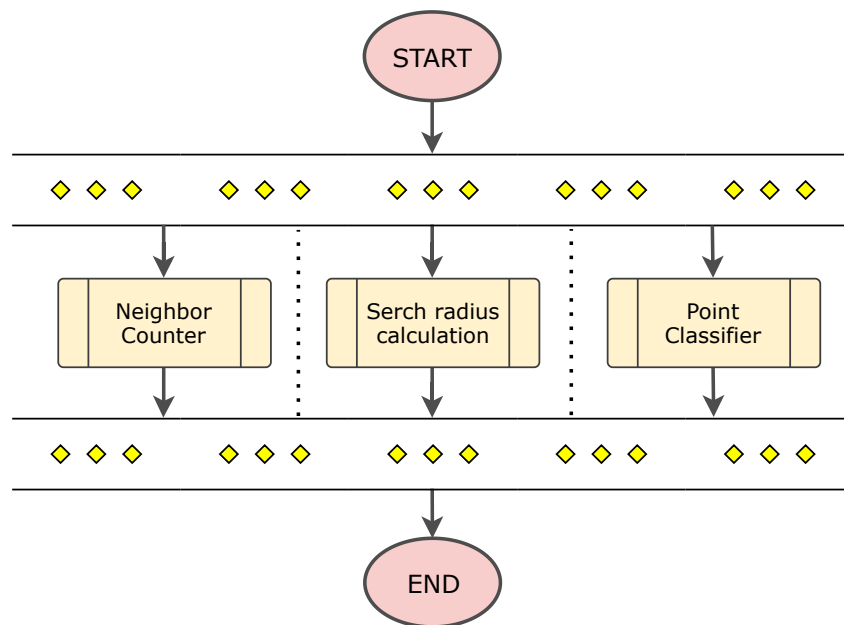 START
Neighbor
Counter
Serch radius
calculation
Point
Classifier
END